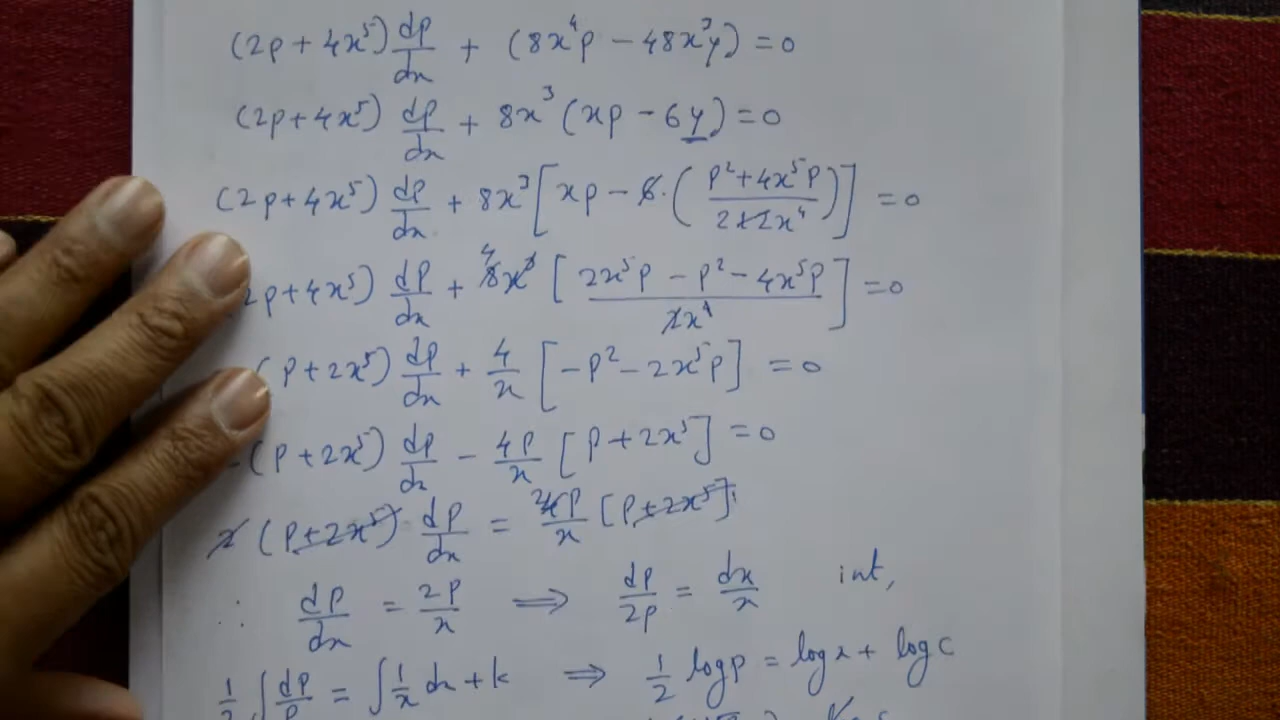 (2p + 4x⁵) dp/dx + (8x⁴p − 48x³y) = 0
(2p + 4x⁵) dp/dx + 8x³ (xp − 6y) = 0
(2p + 4x⁵) dp/dx + 8x³ [xp − 6·((p² + 4x⁵p)/(2×2x⁴))] = 0
2p + 4x⁵) dp/dx + 8x³ 4 [(2x⁵p − p² − 4x⁵p)/(2x⁴)] = 0
(p + 2x⁵) dp/dx + 4/x [−p² − 2x⁵p] = 0
(p + 2x⁵) dp/dx − 4p/x [p + 2x⁵] = 0
2 (p + 2x⁵) dp/dx = 2 4p/x [p + 2x⁵]
∴ dp/dx = 2p/x ⟹ dp/2p = dx/x int,
1/2 ∫ dp/p = ∫ 1/x dx + k ⟹ 1/2 log p = log x + log c